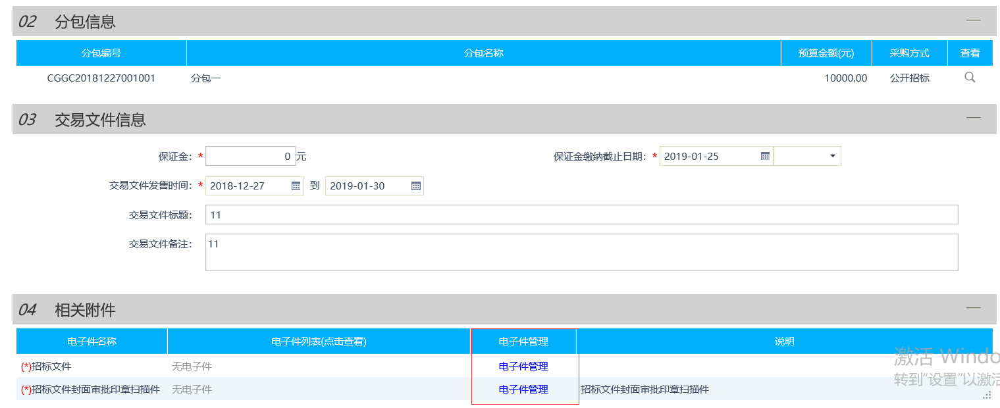 02 分包信息
分包编号 分包名称 预算金额(元) 采购方式 查看
CGGC20181227001001 分包一 10000.00 公开招标
03 交易文件信息
保证金: * 0 元 保证金缴纳截止日期: * 2019-01-25
交易文件发售时间: * 2018-12-27 到 2019-01-30
交易文件标题: 11
交易文件备注: 11
04 相关附件
电子件名称 电子件列表(点击查看) 电子件管理 说明
(*)招标文件 无电子件 电子件管理
(*)招标文件封面审批印章扫描件 无电子件 电子件管理 招标文件封面审批印章扫描件
激活 Windo
转到“设置”以激活